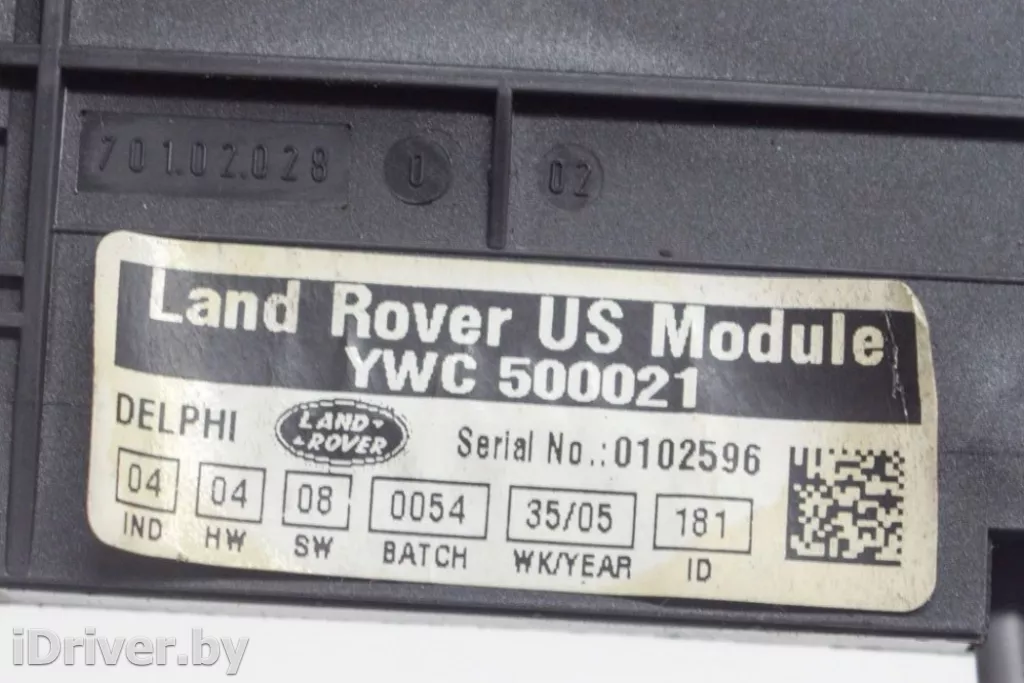 701.02.028 0 02
Land Rover US Module
YWC 500021
DELPHI LAND ROVER Serial No.:0102596
04 04 08 0054 35/05 181
IND HW SW BATCH WK/YEAR ID
iDriver.by